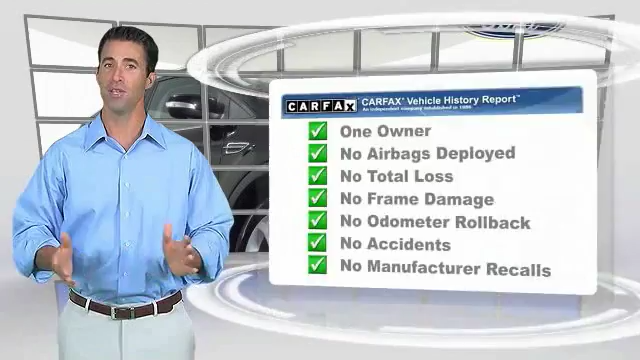 Ford
CARFAX CARFAX Vehicle History Report™
An independent company established in 1986
One Owner
No Airbags Deployed
No Total Loss
No Frame Damage
No Odometer Rollback
No Accidents
No Manufacturer Recalls